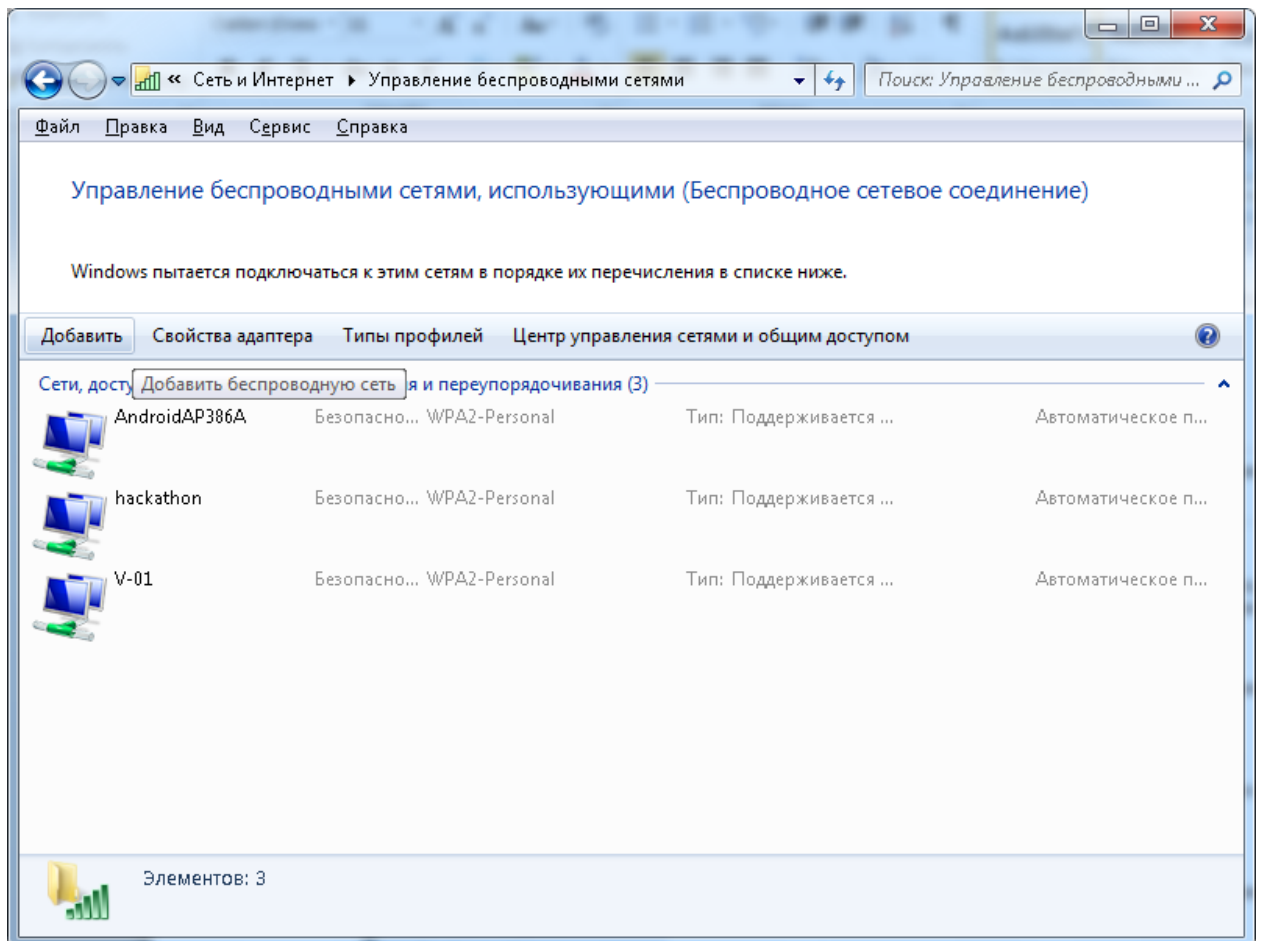 « Сеть и Интернет Управление беспроводными сетями Поиск: Управление беспроводными ...
Файл Правка Вид Сервис Справка
Управление беспроводными сетями, использующими (Беспроводное сетевое соединение)
Windows пытается подключаться к этим сетям в порядке их перечисления в списке ниже.
Добавить Свойства адаптера Типы профилей Центр управления сетями и общим доступом
Сети, досту Добавить беспроводную сеть я и переупорядочивания (3)
AndroidAP386A Безопасно... WPA2-Personal Тип: Поддерживается ... Автоматическое п...
hackathon Безопасно... WPA2-Personal Тип: Поддерживается ... Автоматическое п...
V-01 Безопасно... WPA2-Personal Тип: Поддерживается ... Автоматическое п...
Элементов: 3